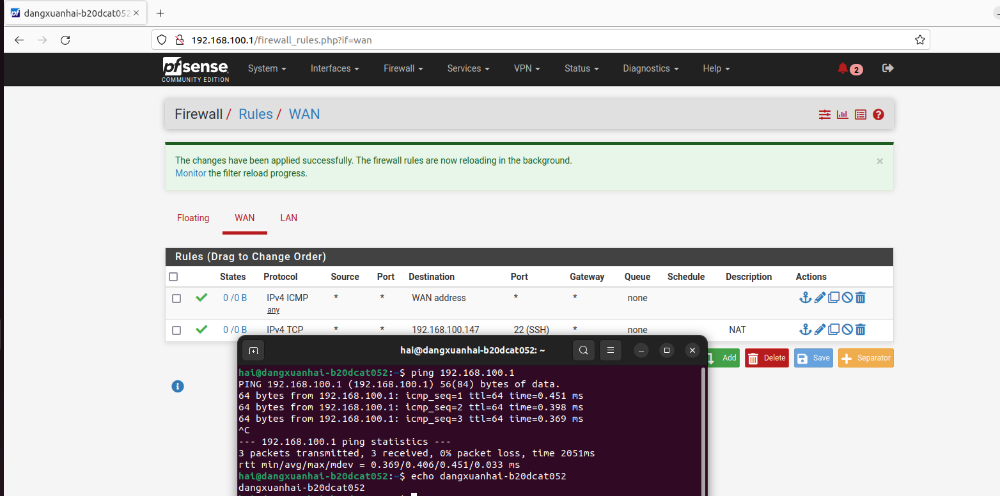 dangxuanhai-b20dcat052
192.168.100.1/firewall_rules.php?if=wan
pfsense System Interfaces Firewall Services VPN Status Diagnostics Help 2
COMMUNITY EDITION
Firewall / Rules / WAN
The changes have been applied successfully. The firewall rules are now reloading in the background.
Monitor the filter reload progress.
Floating WAN LAN
Rules (Drag to Change Order)
States Protocol Source Port Destination Port Gateway Queue Schedule Description Actions
0 /0 B IPv4 ICMP * * WAN address * * none
any
0 /0 B IPv4 TCP * * 192.168.100.147 22 (SSH) * none NAT
Add Delete Save Separator
hai@dangxuanhai-b20dcat052: ~
hai@dangxuanhai-b20dcat052:~$ ping 192.168.100.1
PING 192.168.100.1 (192.168.100.1) 56(84) bytes of data.
64 bytes from 192.168.100.1: icmp_seq=1 ttl=64 time=0.451 ms
64 bytes from 192.168.100.1: icmp_seq=2 ttl=64 time=0.398 ms
64 bytes from 192.168.100.1: icmp_seq=3 ttl=64 time=0.369 ms
^C
--- 192.168.100.1 ping statistics ---
3 packets transmitted, 3 received, 0% packet loss, time 2051ms
rtt min/avg/max/mdev = 0.369/0.406/0.451/0.033 ms
hai@dangxuanhai-b20dcat052:~$ echo dangxuanhai-b20dcat052
dangxuanhai-b20dcat052